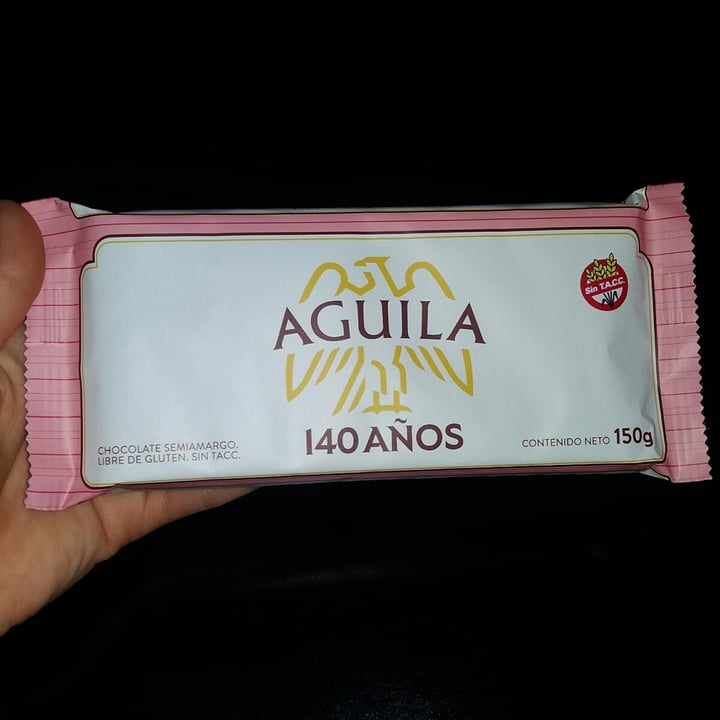 AGUILA
140 AÑOS
Sin T.A.C.C.
CHOCOLATE SEMIAMARGO.
LIBRE DE GLUTEN. SIN TACC.
CONTENIDO NETO 150g